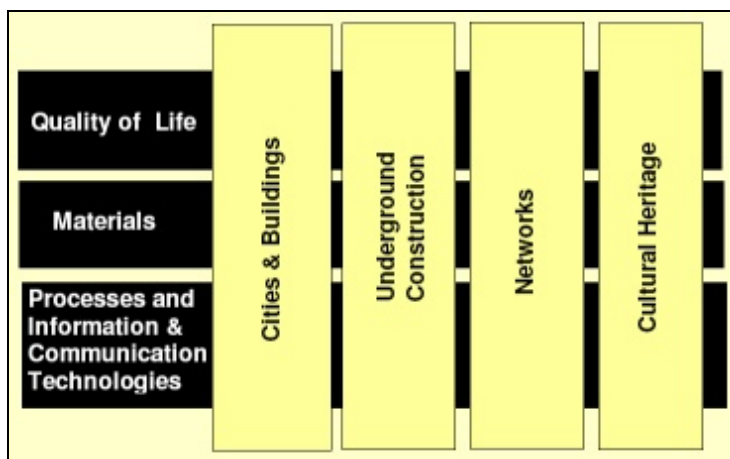 Quality of Life
Materials
Processes and
Information &
Communication
Technologies
Cities & Buildings
Underground
Construction
Networks
Cultural Heritage